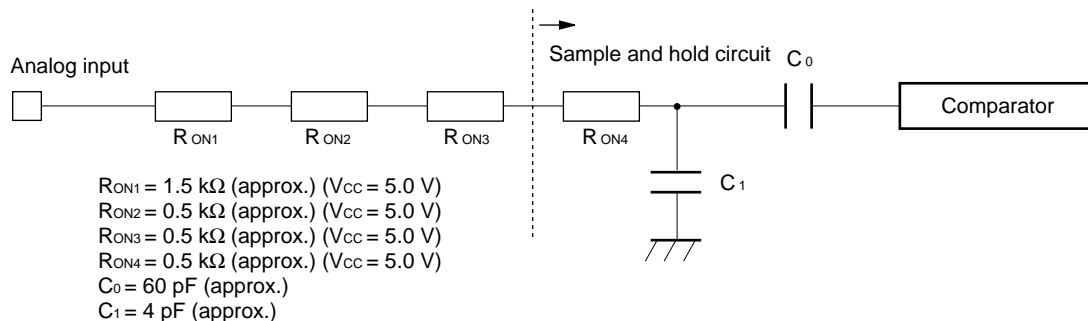 Analog input
Sample and hold circuit
C0
Comparator
RON1
RON2
RON3
RON4
C1
RON1 = 1.5 kΩ (approx.) (VCC = 5.0 V)
RON2 = 0.5 kΩ (approx.) (VCC = 5.0 V)
RON3 = 0.5 kΩ (approx.) (VCC = 5.0 V)
RON4 = 0.5 kΩ (approx.) (VCC = 5.0 V)
C0 = 60 pF (approx.)
C1 = 4 pF (approx.)